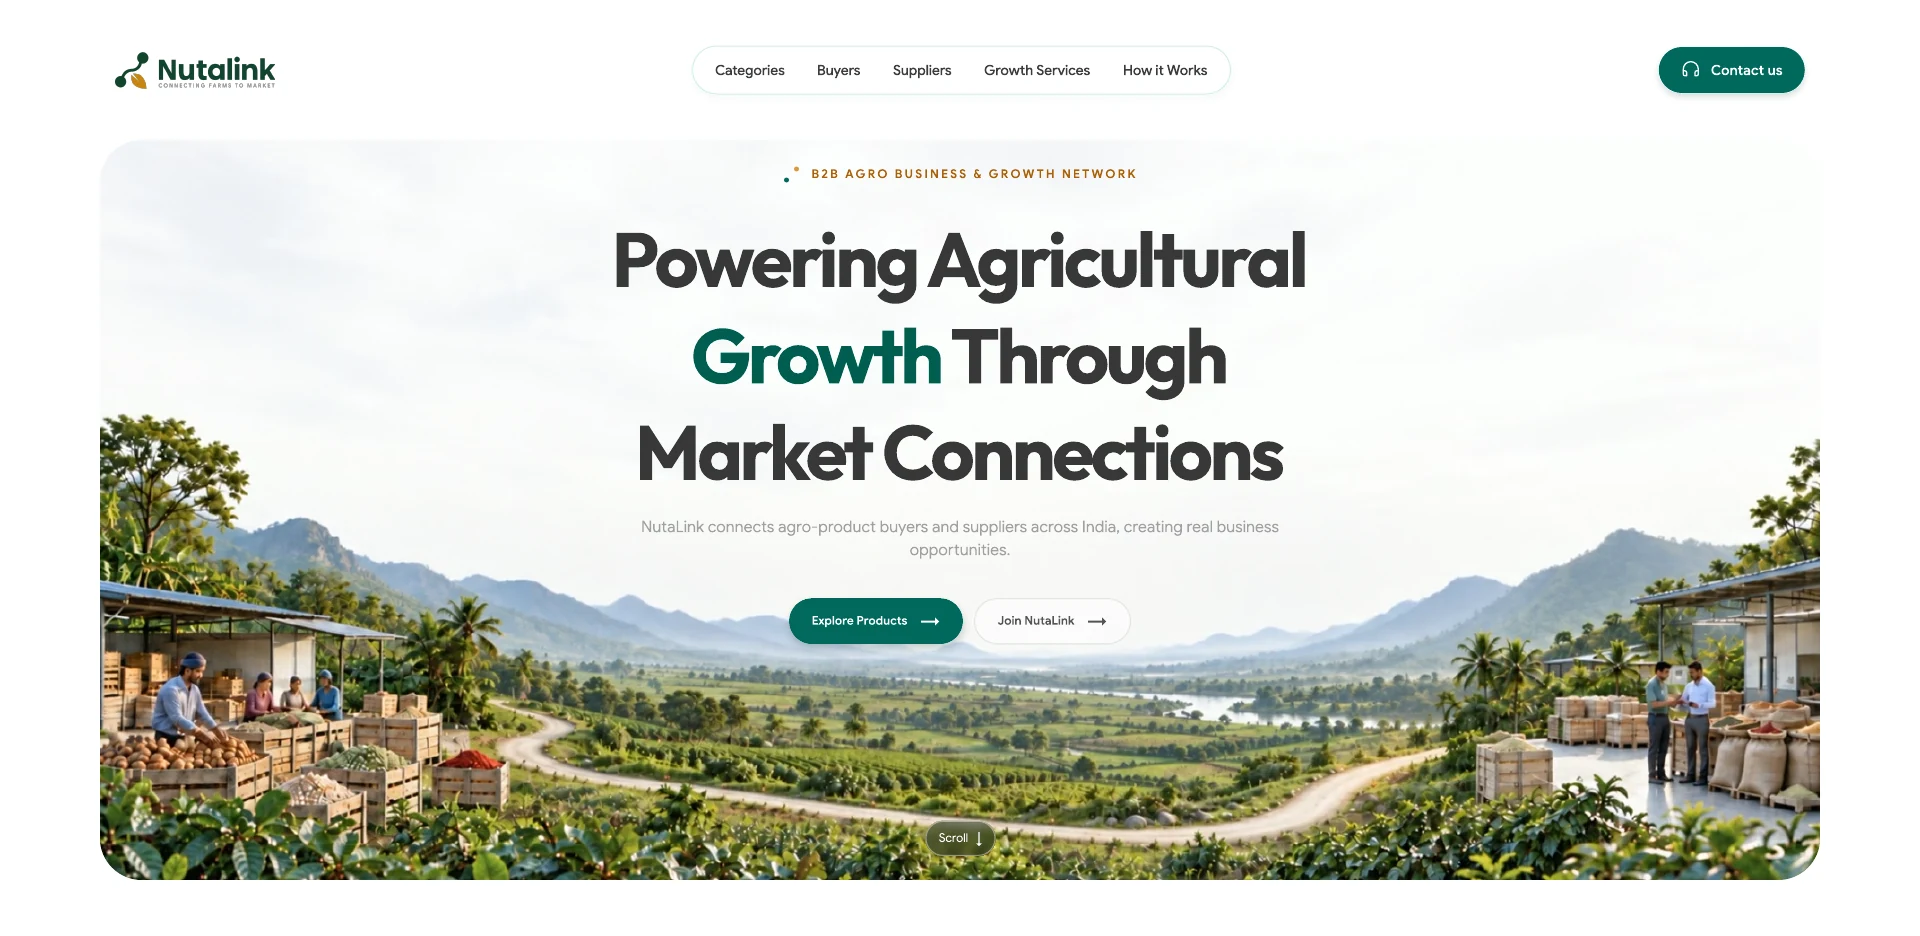 Nutalink
CONNECTING FARMS TO MARKET
Categories
Buyers
Suppliers
Growth Services
How it Works
Contact us
B2B AGRO BUSINESS & GROWTH NETWORK
Powering Agricultural
Growth Through
Market Connections
NutaLink connects agro-product buyers and suppliers across India, creating real business
opportunities.
Explore Products
Join NutaLink
Scroll